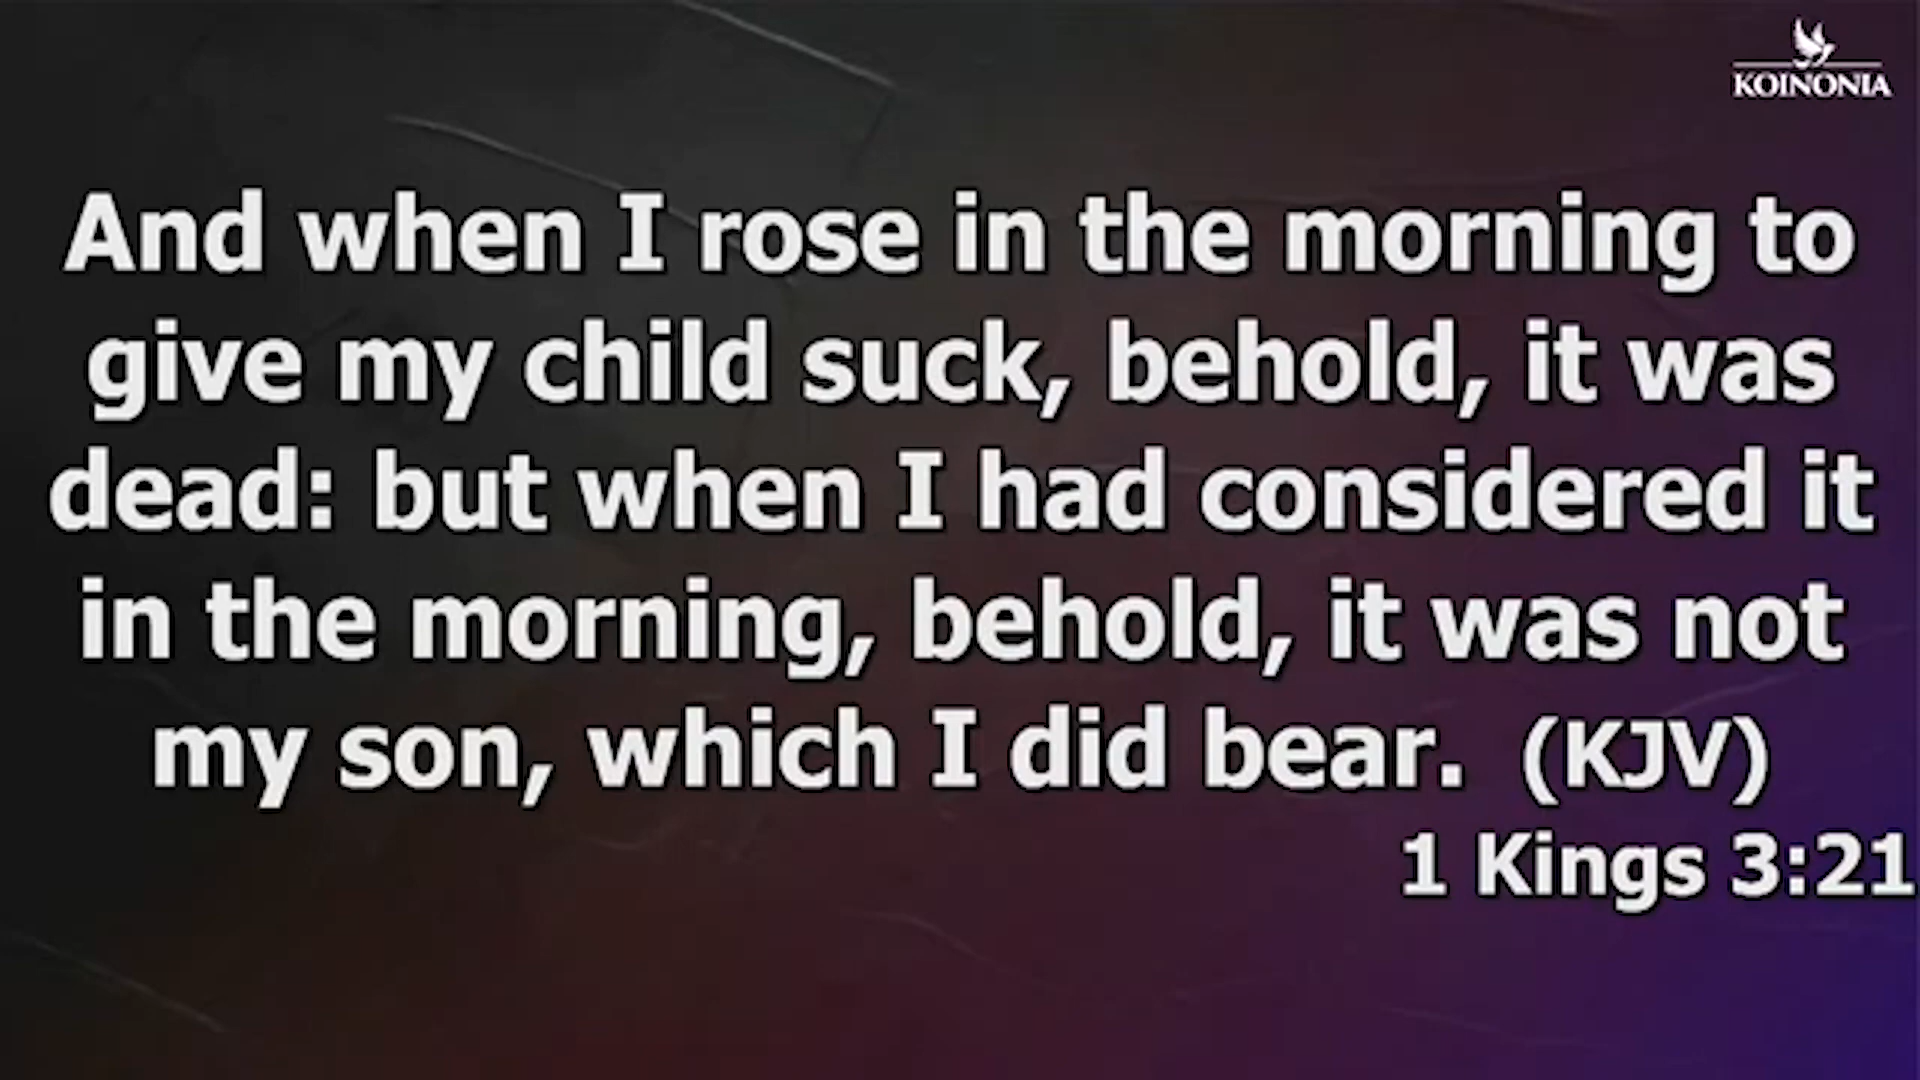 KOINONIA
And when I rose in the morning to
give my child suck, behold, it was
dead: but when I had considered it
in the morning, behold, it was not
my son, which I did bear. (KJV)
1 Kings 3:21